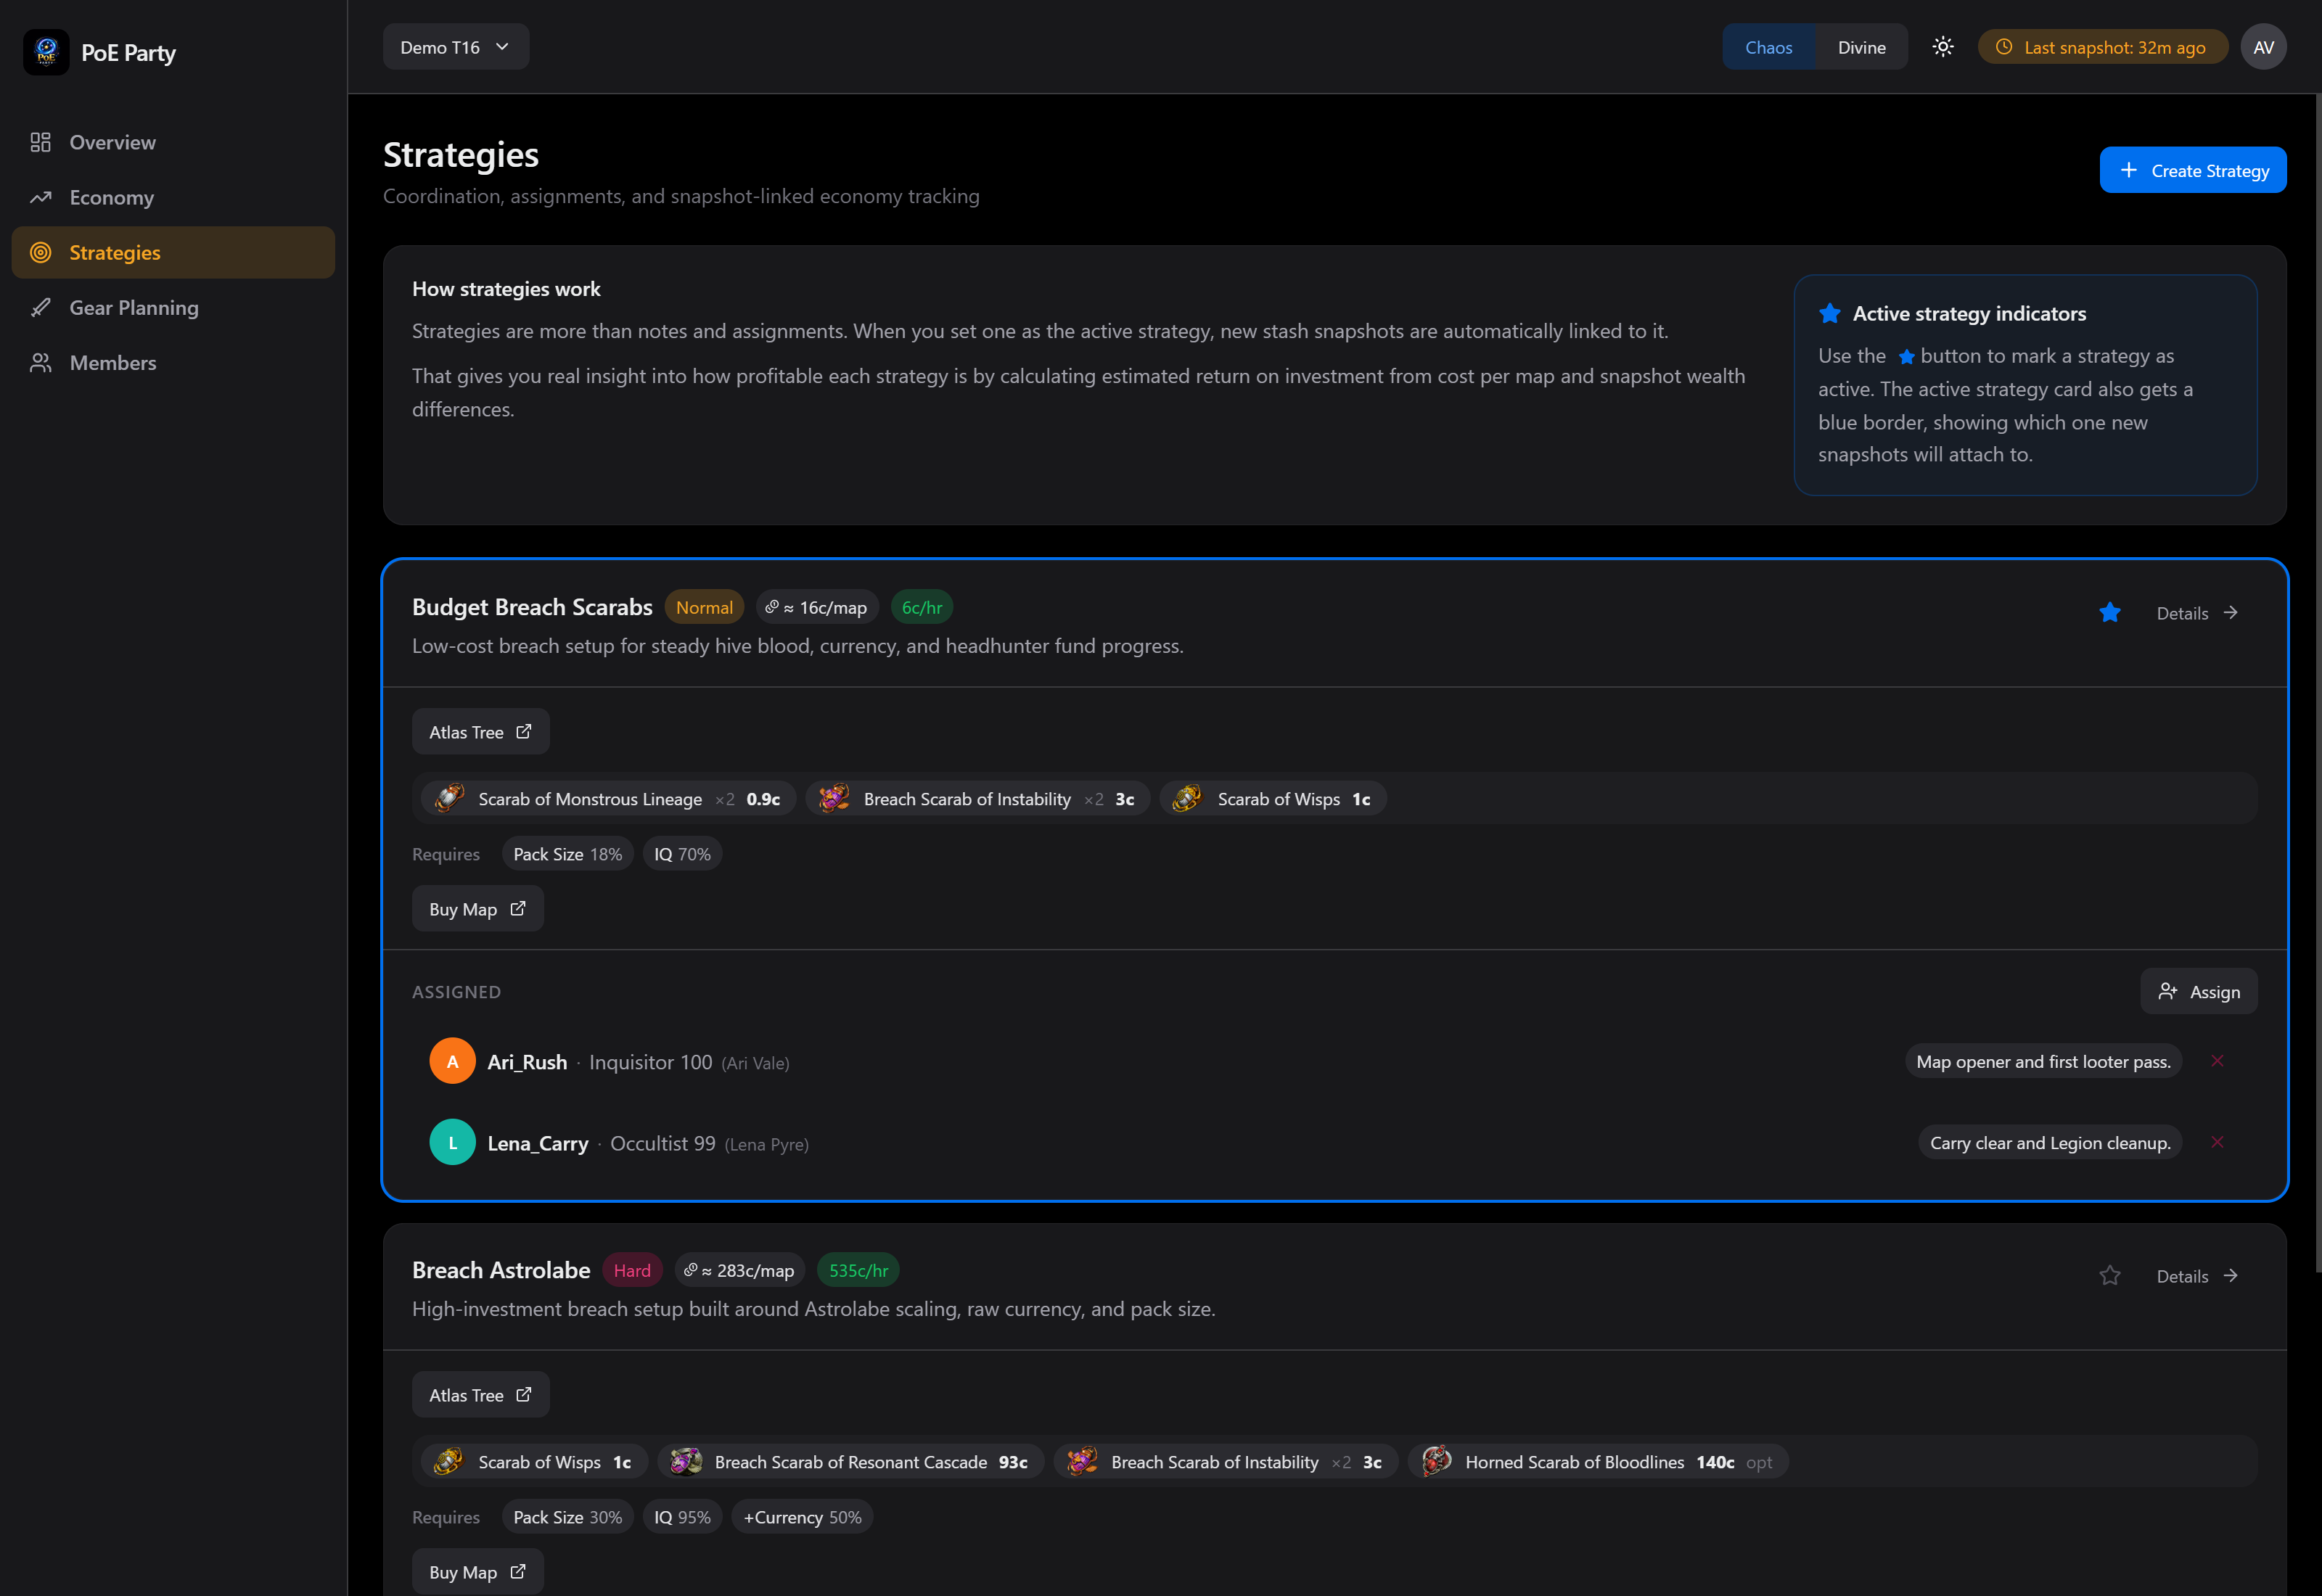 PoE Party
Demo T16
Chaos
Divine
Last snapshot: 32m ago
AV
Overview
Economy
Strategies
Gear Planning
Members
Strategies
Coordination, assignments, and snapshot-linked economy tracking
Create Strategy
How strategies work
Strategies are more than notes and assignments. When you set one as the active strategy, new stash snapshots are automatically linked to it.
That gives you real insight into how profitable each strategy is by calculating estimated return on investment from cost per map and snapshot wealth
differences.
Active strategy indicators
Use the ★ button to mark a strategy as
active. The active strategy card also gets a
blue border, showing which one new
snapshots will attach to.
Budget Breach Scarabs Normal ≈ 16c/map 6c/hr
Details
Low-cost breach setup for steady hive blood, currency, and headhunter fund progress.
Atlas Tree
Scarab of Monstrous Lineage ×2 0.9c Breach Scarab of Instability ×2 3c Scarab of Wisps 1c
Requires Pack Size 18% IQ 70%
Buy Map
ASSIGNED
Assign
A Ari_Rush · Inquisitor 100 (Ari Vale) Map opener and first looter pass.
L Lena_Carry · Occultist 99 (Lena Pyre) Carry clear and Legion cleanup.
Breach Astrolabe Hard ≈ 283c/map 535c/hr
Details
High-investment breach setup built around Astrolabe scaling, raw currency, and pack size.
Atlas Tree
Scarab of Wisps 1c Breach Scarab of Resonant Cascade 93c Breach Scarab of Instability ×2 3c Horned Scarab of Bloodlines 140c opt
Requires Pack Size 30% IQ 95% +Currency 50%
Buy Map